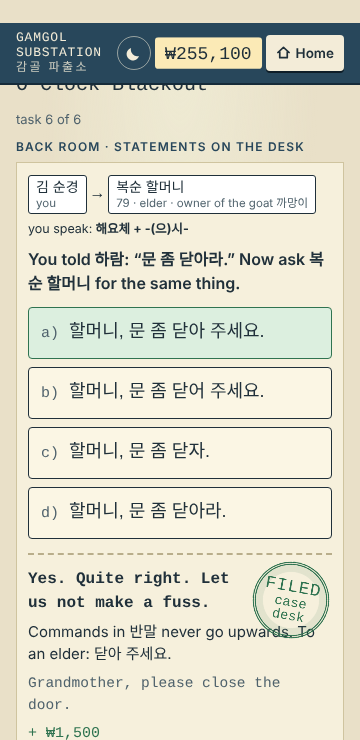 GAMGOL
SUBSTATION
감골 파출소
₩255,100
Home
O'Clock Blackout
task 6 of 6
BACK ROOM · STATEMENTS ON THE DESK
김 순경
you
→
복순 할머니
79 · elder · owner of the goat 까망이
you speak: 해요체 + -(으)시-
You told 하람: “문 좀 닫아라.” Now ask 복
순 할머니 for the same thing.
a) 할머니, 문 좀 닫아 주세요.
b) 할머니, 문 좀 닫어 주세요.
c) 할머니, 문 좀 닫자.
d) 할머니, 문 좀 닫아라.
Yes. Quite right. Let
us not make a fuss.
FILED
case
desk
Commands in 반말 never go upwards. To
an elder: 닫아 주세요.
Grandmother, please close the
door.
+ ₩1,500